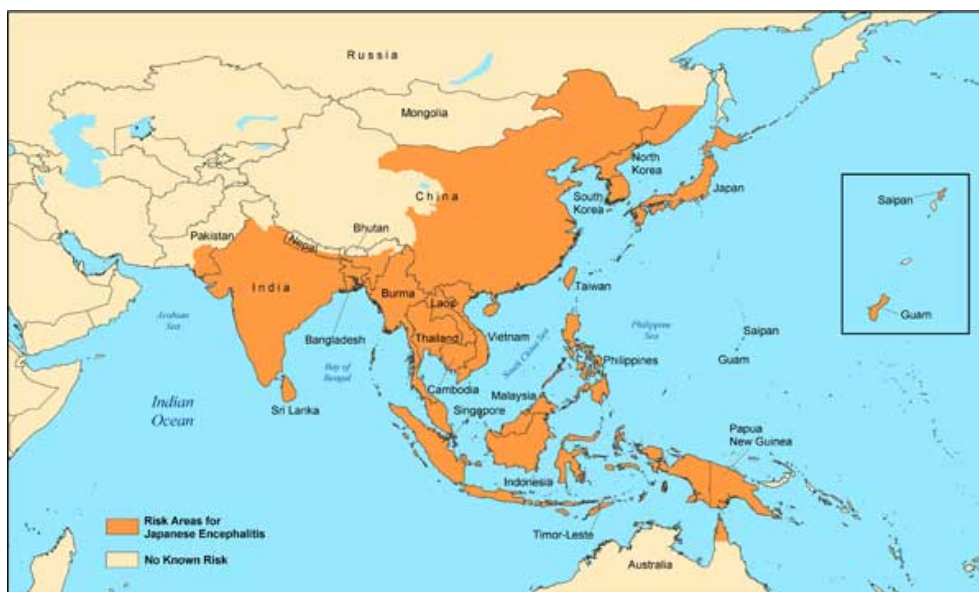 Russia
Mongolia
North
Korea
China
South
Korea
Japan
Saipan
Pakistan
Nepal
Bhutan
India
Burma
Laos
Taiwan
Guam
Arabian
Sea
Bangladesh
Thailand
Vietnam
South China Sea
Philippine
Sea
Saipan
Bay of
Bengal
Guam
Philippines
Cambodia
Malaysia
Indian
Ocean
Sri Lanka
Singapore
Papua
New Guinea
Indonesia
Risk Areas for
Japanese Encephalitis
Timor-Leste
No Known Risk
Australia